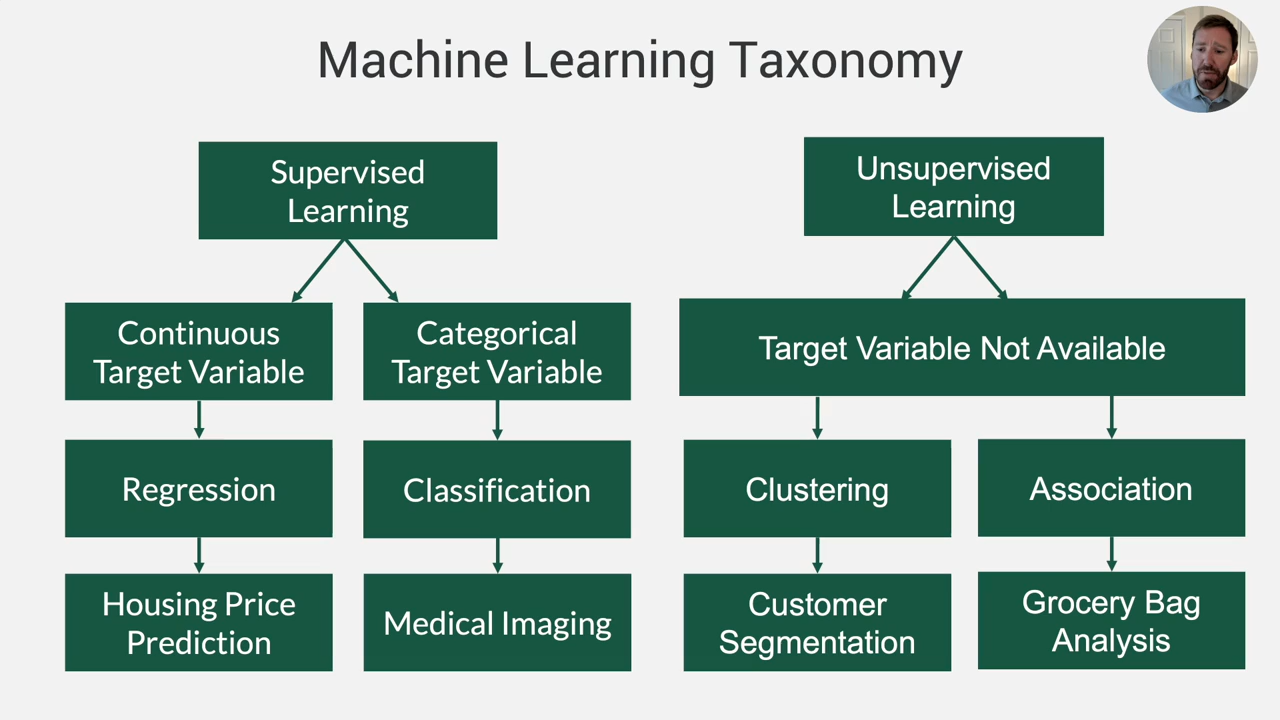 Machine Learning Taxonomy
Supervised
Learning
Unsupervised
Learning
Continuous
Target Variable
Categorical
Target Variable
Target Variable Not Available
Regression
Classification
Clustering
Association
Housing Price
Prediction
Medical Imaging
Customer
Segmentation
Grocery Bag
Analysis